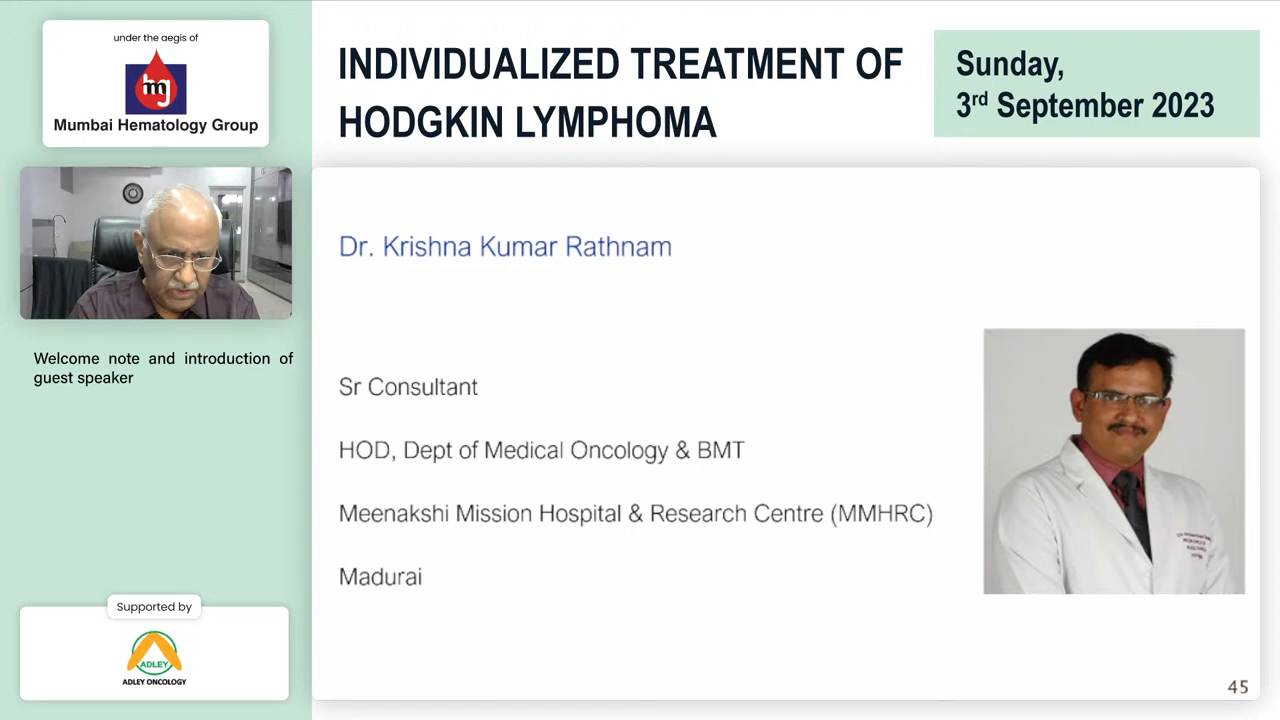 under the aegis of
mg
Mumbai Hematology Group
INDIVIDUALIZED TREATMENT OF
HODGKIN LYMPHOMA
Sunday,
3rd September 2023
Welcome note and introduction of
guest speaker
Dr. Krishna Kumar Rathnam
Sr Consultant
HOD, Dept of Medical Oncology & BMT
Meenakshi Mission Hospital & Research Centre (MMHRC)
Madurai
Supported by
ADLEY
ADLEY ONCOLOGY
45